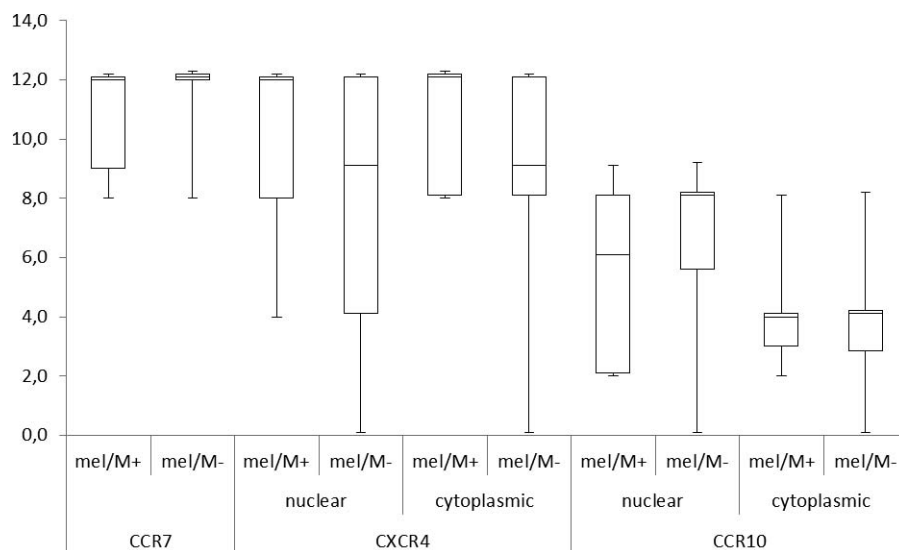 14,0
12,0
10,0
8,0
6,0
4,0
2,0
0,0
mel/M+ mel/M- mel/M+ mel/M- mel/M+ mel/M- mel/M+ mel/M- mel/M+ mel/M-
nuclear cytoplasmic nuclear cytoplasmic
CCR7 CXCR4 CCR10